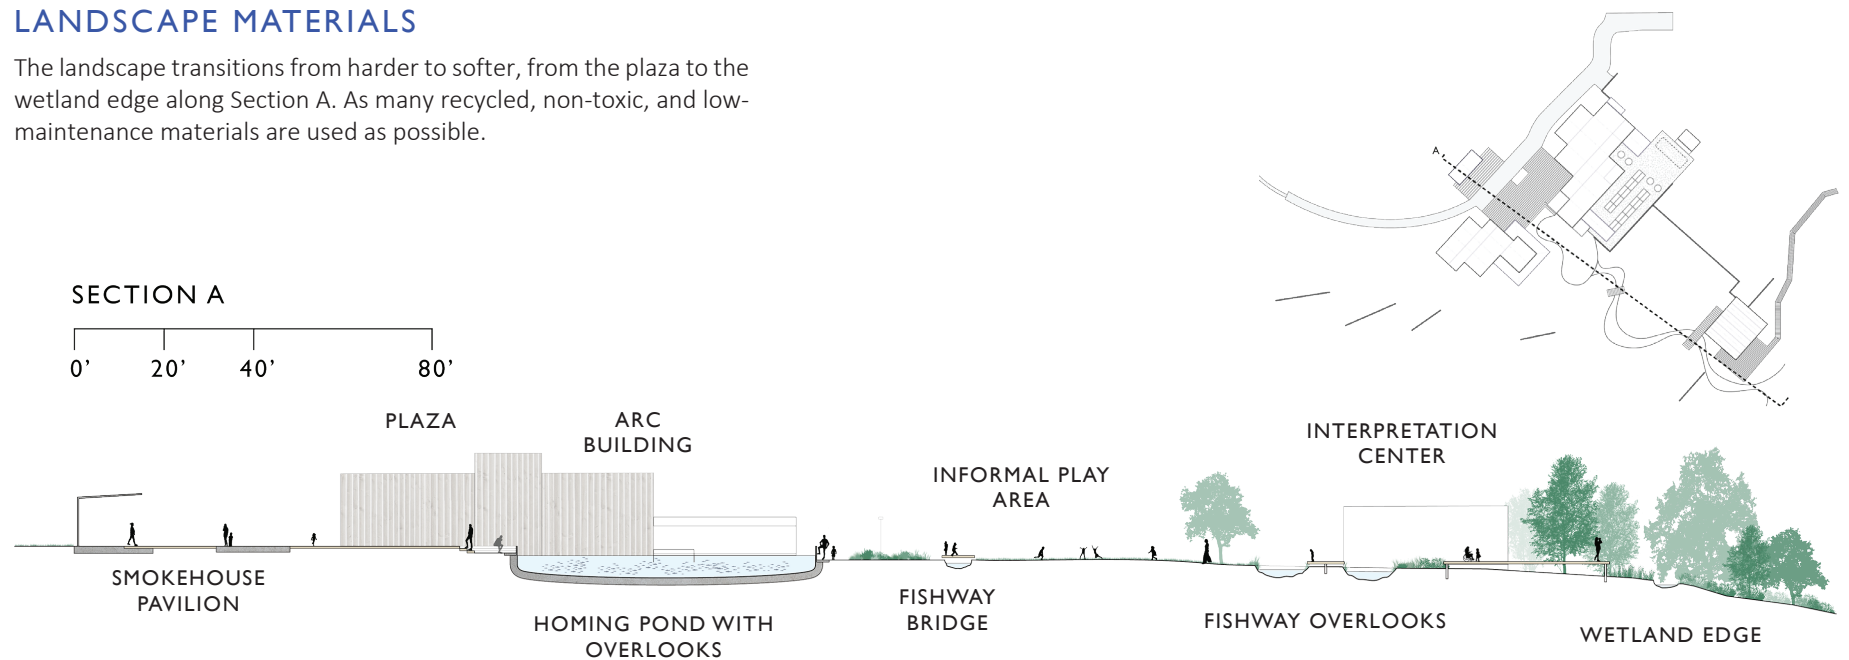 LANDSCAPE MATERIALS
The landscape transitions from harder to softer, from the plaza to the
wetland edge along Section A. As many recycled, non-toxic, and low-
maintenance materials are used as possible.
A
SECTION A
0' 20' 40' 80'
PLAZA
ARC
BUILDING
INFORMAL PLAY
AREA
INTERPRETATION
CENTER
SMOKEHOUSE
PAVILION
HOMING POND WITH
OVERLOOKS
FISHWAY
BRIDGE
FISHWAY OVERLOOKS
WETLAND EDGE